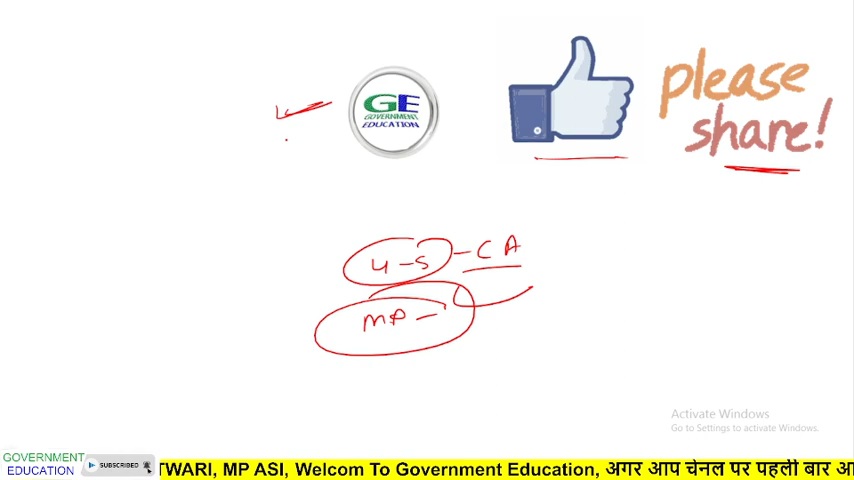 GE
GOVERNMENT
EDUCATION
please
share!
4-5 - CA
MP -
Activate Windows
Go to Settings to activate Windows.
GOVERNMENT
EDUCATION
SUBSCRIBED
TWARI, MP ASI, Welcom To Government Education, अगर आप चेनल पर पहली बार आ